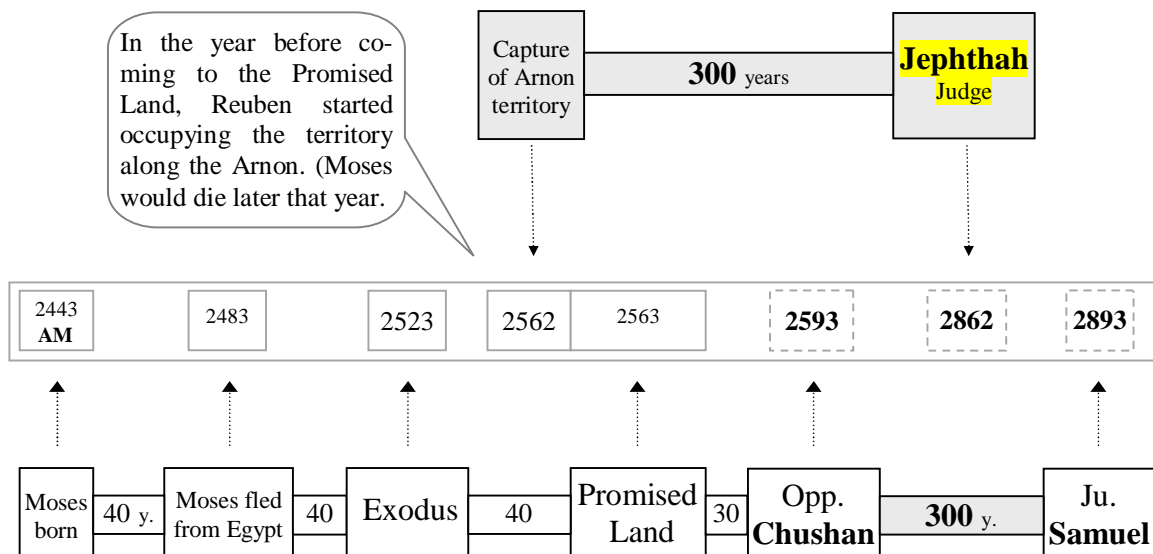 In the year before co-
ming to the Promised
Land, Reuben started
occupying the territory
along the Arnon. (Moses
would die later that year.
Capture
of Arnon
territory
300 years
Jephthah
Judge
2443
AM
2483
2523
2562
2563
2593
2862
2893
Moses
born
40 y.
Moses fled
from Egypt
40
Exodus
40
Promised
Land
30
Opp.
Chushan
300 y.
Ju.
Samuel